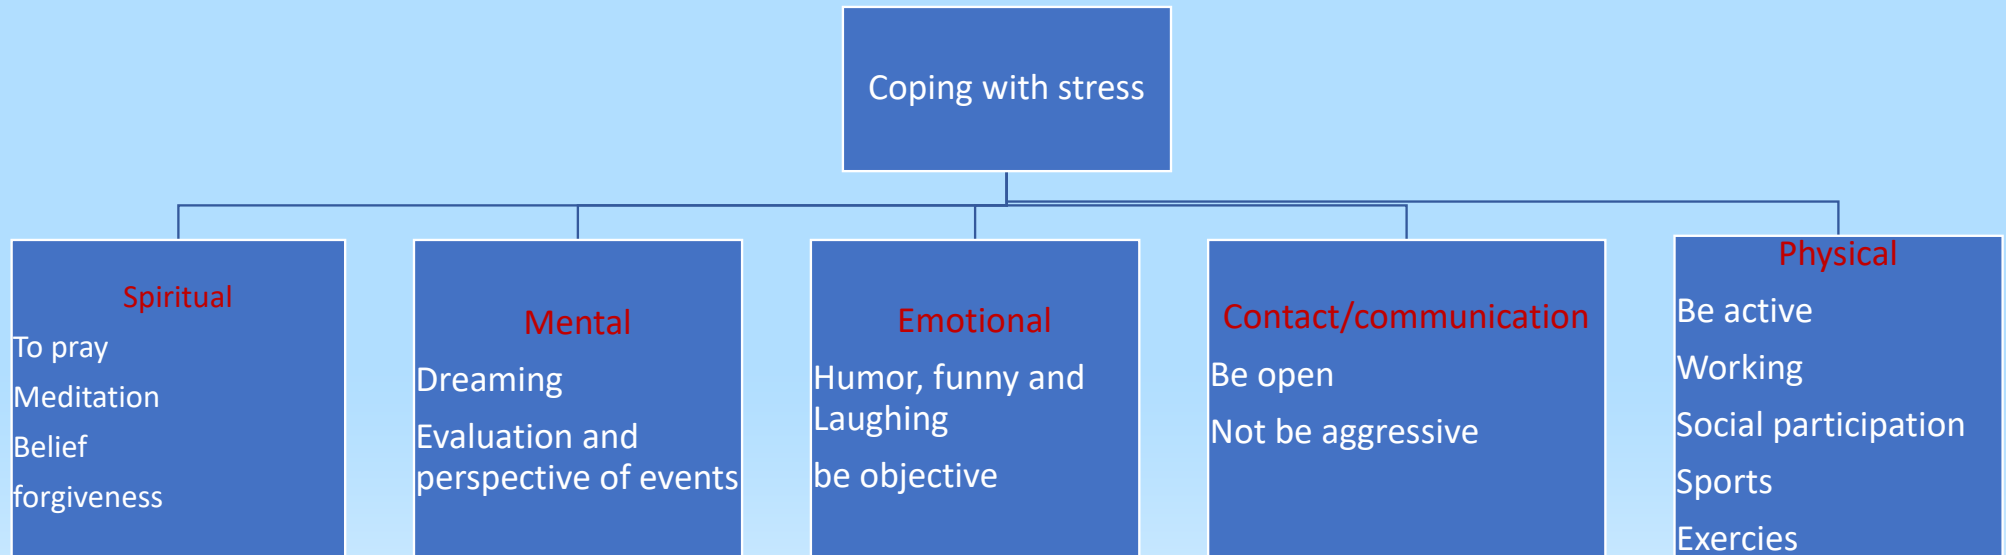 Coping with stress
Spiritual
To pray
Meditation
Belief
forgiveness
Mental
Dreaming
Evaluation and
perspective of events
Emotional
Humor, funny and
Laughing
be objective
Contact/communication
Be open
Not be aggressive
Physical
Be active
Working
Social participation
Sports
Exercies